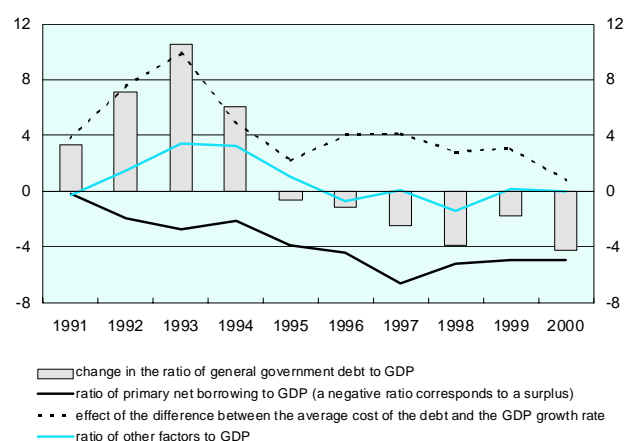 12 12
8 8
4 4
0 0
-4 -4
-8 -8
1991 1992 1993 1994 1995 1996 1997 1998 1999 2000
change in the ratio of general government debt to GDP
ratio of primary net borrowing to GDP (a negative ratio corresponds to a surplus)
effect of the difference between the average cost of the debt and the GDP growth rate
ratio of other factors to GDP